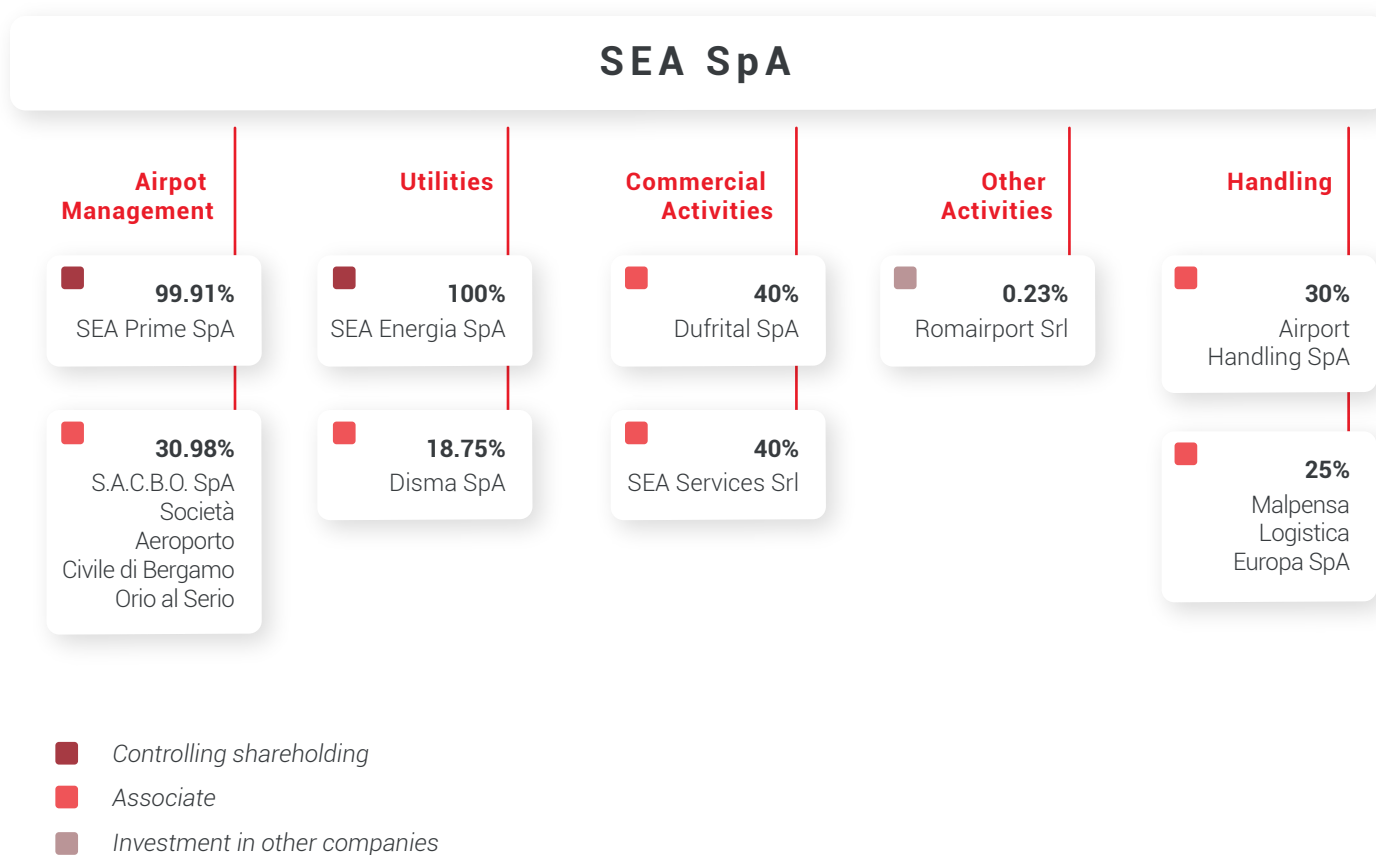 SEA SpA
Airpot
Management
99.91%
SEA Prime SpA
30.98%
S.A.C.B.O. SpA
Società
Aeroporto
Civile di Bergamo
Orio al Serio
Utilities
100%
SEA Energia SpA
18.75%
Disma SpA
Commercial
Activities
40%
Dufrital SpA
40%
SEA Services Srl
Other
Activities
0.23%
Romairport Srl
Handling
30%
Airport
Handling SpA
25%
Malpensa
Logistica
Europa SpA
Controlling shareholding
Associate
Investment in other companies